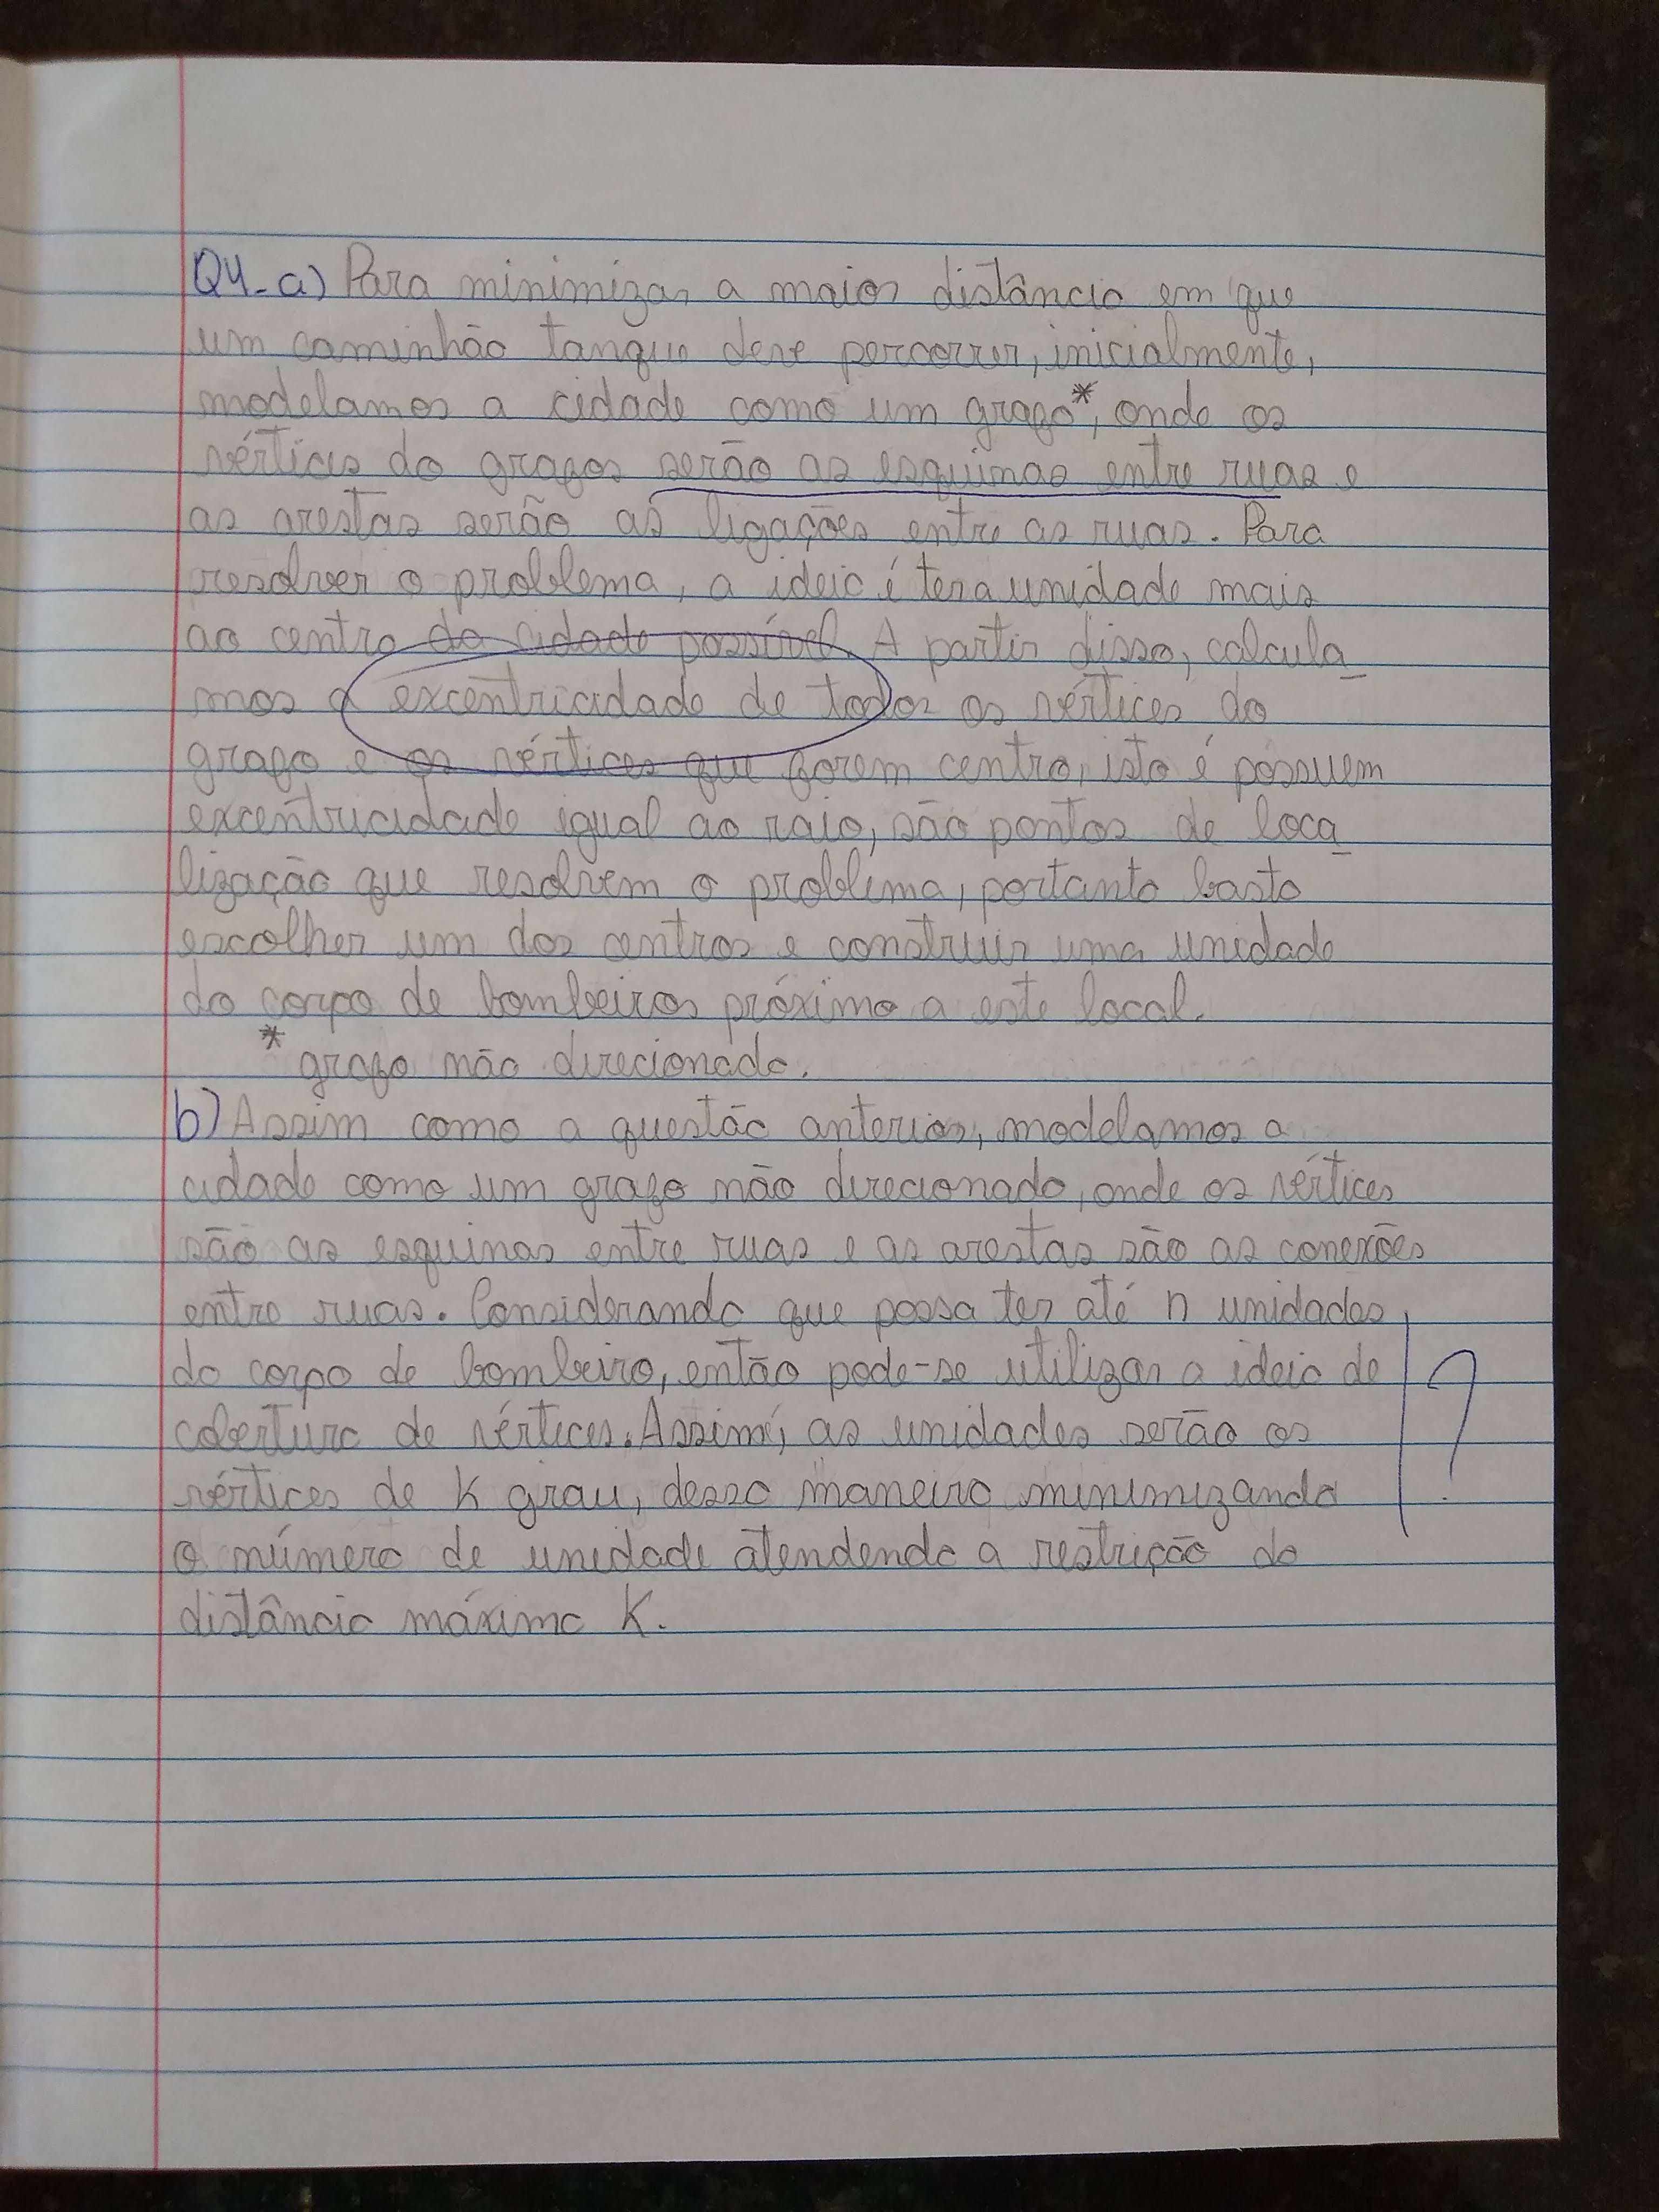 Q4-a) Para minimizar a maior distância em que
um caminhão tanque deve percorrer, inicialmente,
modelamos a cidade como um grafo*, onde os
vértices do grafos serão as esquinas entre ruas e
as arestas serão as ligações entre as ruas. Para
resolver o problema, a ideia é ter a unidade mais
ao centro da cidade possível. A partir disso, calcula_
mos a excentricidade de todos os vértices do
grafo e os vértices que forem centro, isto é possuem
excentricidade igual ao raio, são pontos de loca_
lização que resolvem o problema, portanto basta
escolher um dos centros e construir uma unidade
do corpo de bombeiros próximo a este local.
* grafo não direcionado.
b) Assim como a questão anterior, modelamos a
cidade como um grafo não direcionado, onde os vértices
são as esquinas entre ruas e as arestas são as conexões
entre ruas. Considerando que possa ter até n unidades
do corpo de bombeiro, então pode-se utilizar a ideia de
cobertura de vértices. Assim, as unidades serão os
vértices de K grau, dessa maneira minimizando
o número de unidade atendendo a restrição da
distância máxima K.
?